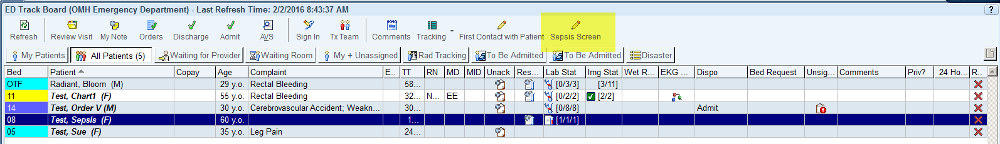 ED Track Board (OMH Emergency Department) - Last Refresh Time: 2/2/2016 8:43:37 AM ?
Refresh Review Visit My Note Orders Discharge Admit AVS Sign In Tx Team Comments Tracking First Contact with Patient Sepsis Screen
My Patients All Patients (5) Waiting for Provider Waiting Room My + Unassigned Rad Tracking To Be Admitted To Be Admitted Disaster
Bed Patient Copay Age Complaint E... TT RN MD MID Unack Res... Lab Stat Img Stat Wet R... EKG ... Dispo Bed Request Unsig... Comments Priv? 24 Ho... R...
OTF Radiant, Bloom (M) 29 y.o. Rectal Bleeding 58... [0/3/3] [3/11]
11 Test, Chart1 (F) 55 y.o. Rectal Bleeding 32... N... EE [0/2/2] [2/2]
14 Test, Order V (M) 30 y.o. Cerebrovascular Accident; Weakn... 30... [0/8/8] Admit
08 Test, Sepsis (F) 60 y.o. 1... [1/1/1]
05 Test, Sue (F) 35 y.o. Leg Pain 24...